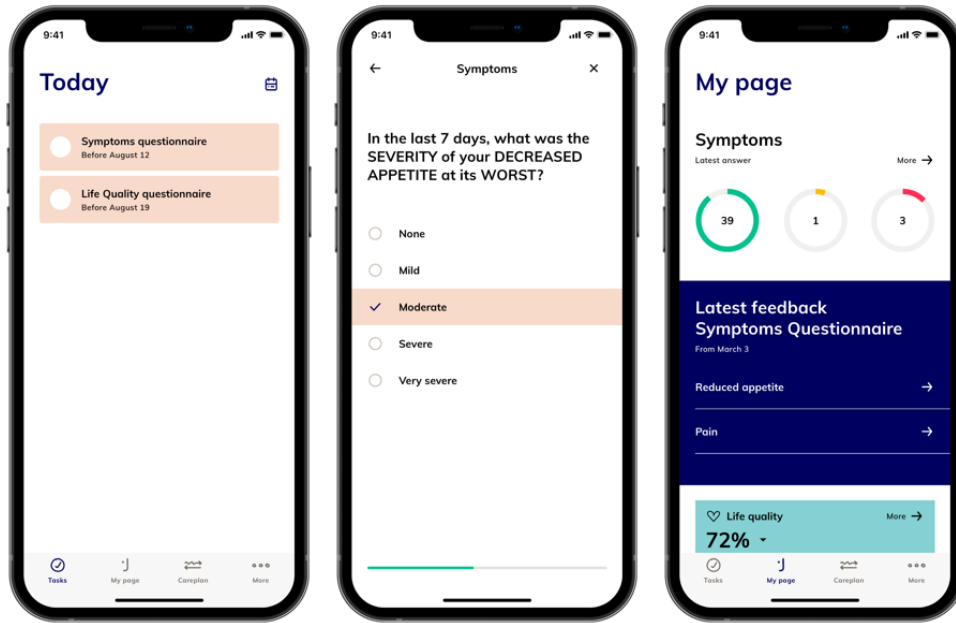 9:41
Today
Symptoms questionnaire
Before August 12
Life Quality questionnaire
Before August 19
Tasks
My page
Careplan
More
9:41
Symptoms
In the last 7 days, what was the
SEVERITY of your DECREASED
APPETITE at its WORST?
None
Mild
Moderate
Severe
Very severe
9:41
My page
Symptoms
Latest answer
More
39
1
3
Latest feedback
Symptoms Questionnaire
From March 3
Reduced appetite
Pain
Life quality
More
72%
Tasks
My page
Careplan
More